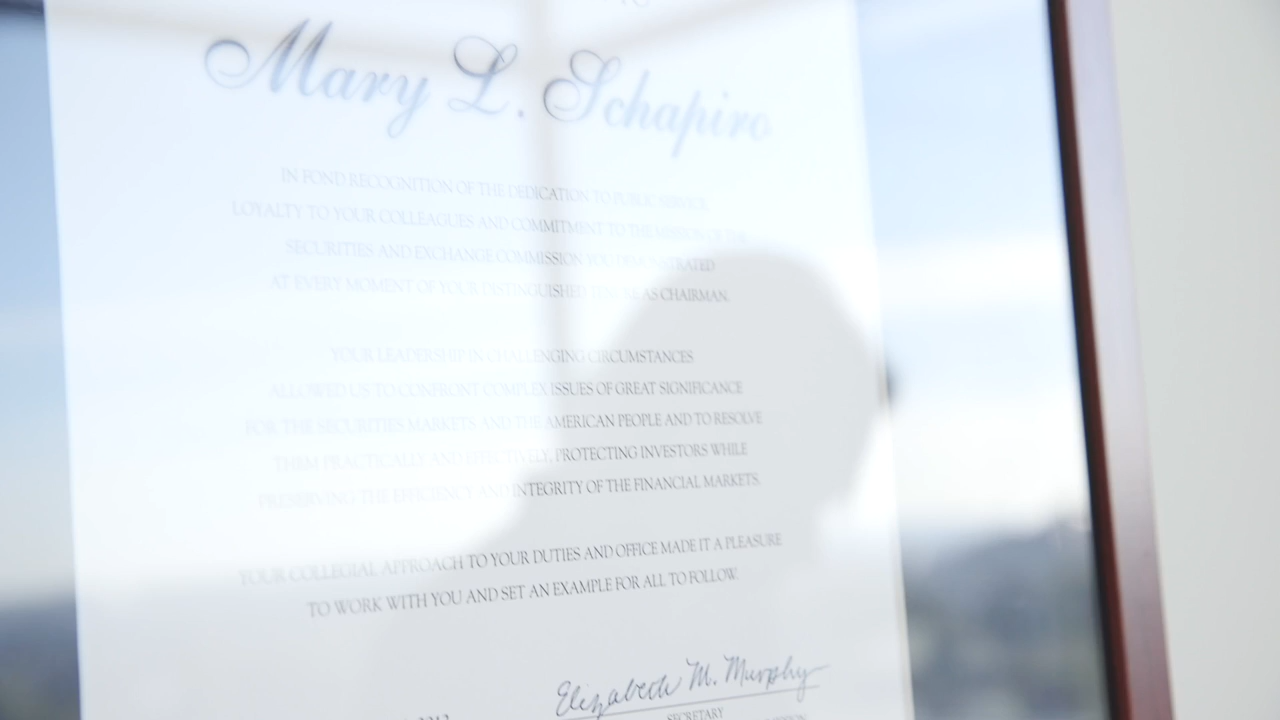 Mary L. Schapiro
IN FOND RECOGNITION OF THE DEDICATION TO PUBLIC SERVICE
LOYALTY TO YOUR COLLEAGUES AND COMMITMENT TO THE MISSION OF THE
SECURITIES AND EXCHANGE COMMISSION YOU DEMONSTRATED
AT EVERY MOMENT OF YOUR DISTINGUISHED TENURE AS CHAIRMAN.
YOUR LEADERSHIP IN CHALLENGING CIRCUMSTANCES
ALLOWED US TO CONFRONT COMPLEX ISSUES OF GREAT SIGNIFICANCE
FOR THE SECURITIES MARKETS AND THE AMERICAN PEOPLE AND TO RESOLVE
THEM PRACTICALLY AND EFFECTIVELY, PROTECTING INVESTORS WHILE
PRESERVING THE EFFICIENCY AND INTEGRITY OF THE FINANCIAL MARKETS.
YOUR COLLEGIAL APPROACH TO YOUR DUTIES AND OFFICE MADE IT A PLEASURE
TO WORK WITH YOU AND SET AN EXAMPLE FOR ALL TO FOLLOW.
Elizabeth M. Murphy
SECRETARY